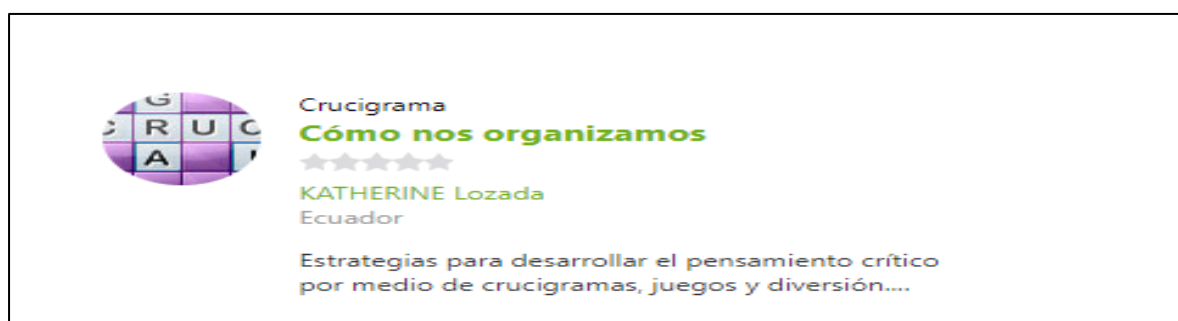 G
C R U C
A
Crucigrama
Cómo nos organizamos
KATHERINE Lozada
Ecuador
Estrategias para desarrollar el pensamiento crítico
por medio de crucigramas, juegos y diversión....